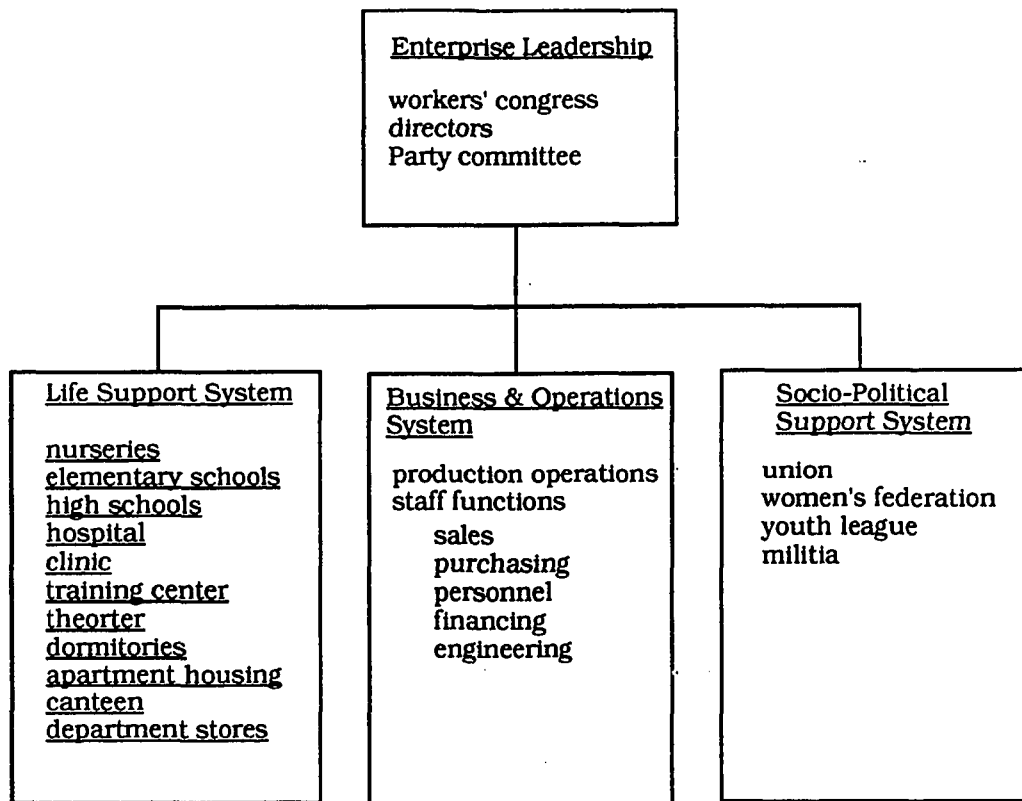 Enterprise Leadership
workers' congress
directors
Party committee
Life Support System
nurseries
elementary schools
high schools
hospital
clinic
training center
theorter
dormitories
apartment housing
canteen
department stores
Business & Operations
System
production operations
staff functions
sales
purchasing
personnel
financing
engineering
Socio-Political
Support System
union
women's federation
youth league
militia